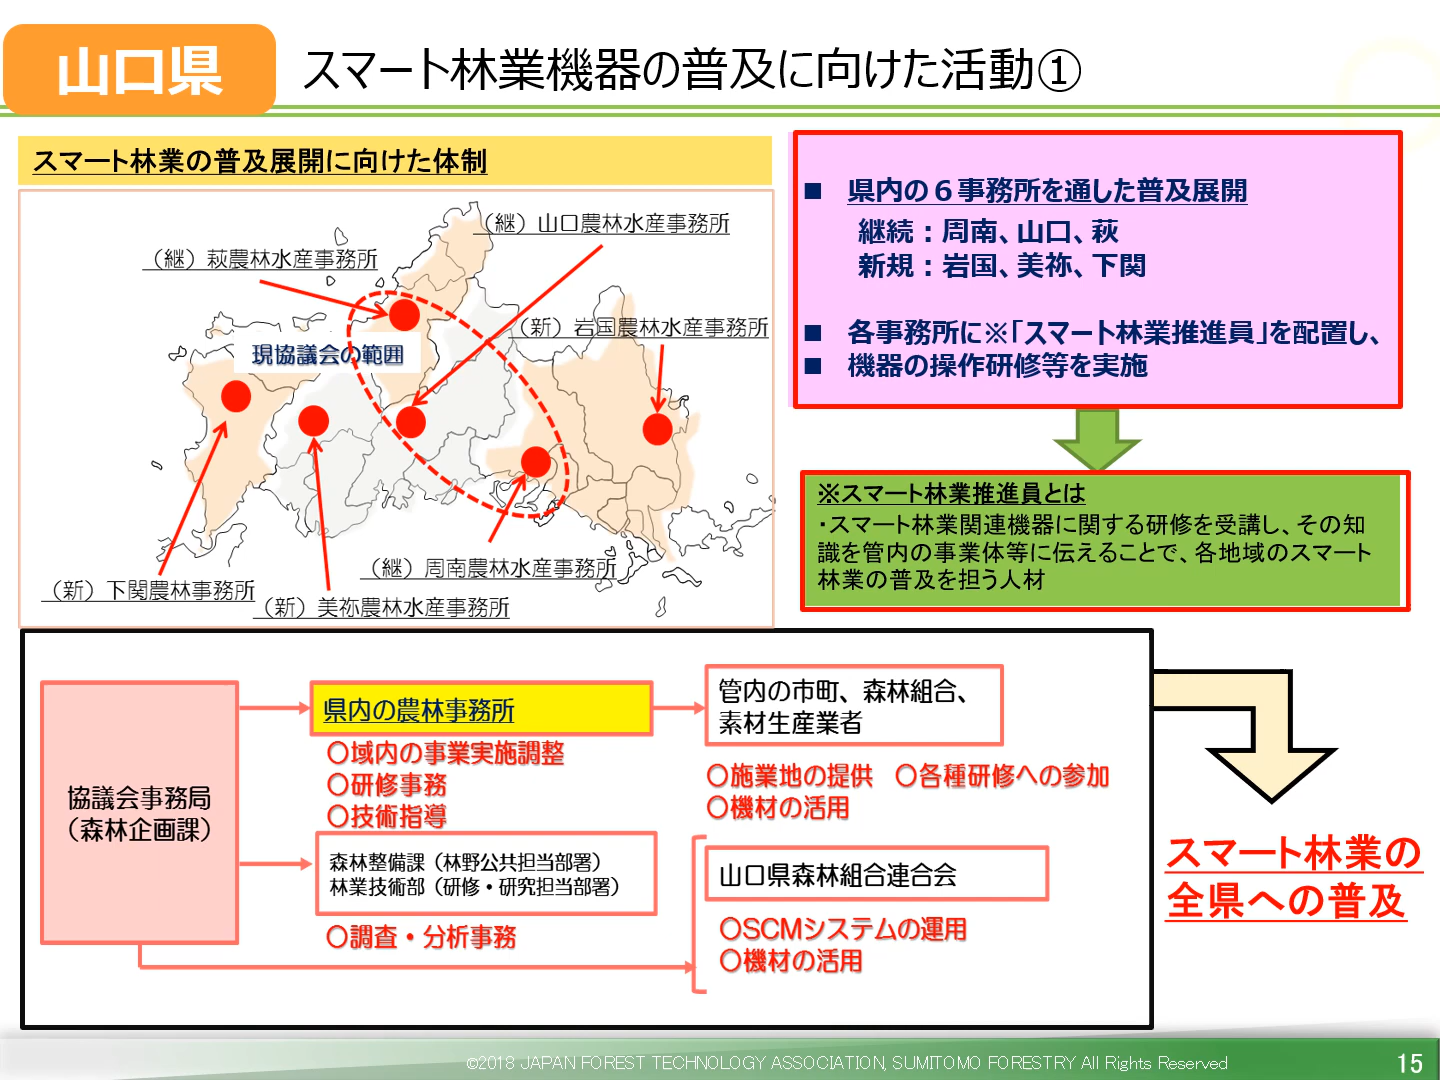 山口県
スマート林業機器の普及に向けた活動①
スマート林業の普及展開に向けた体制
（継）山口農林水産事務所
（継）萩農林水産事務所
（新）岩国農林水産事務所
現協議会の範囲
（継）周南農林水産事務所
（新）下関農林事務所
（新）美祢農林水産事務所
■ 県内の６事務所を通した普及展開
継続：周南、山口、萩
新規：岩国、美祢、下関
■ 各事務所に※「スマート林業推進員」を配置し、
■ 機器の操作研修等を実施
※スマート林業推進員とは
・スマート林業関連機器に関する研修を受講し、その知
識を管内の事業体等に伝えることで、各地域のスマート
林業の普及を担う人材
協議会事務局
（森林企画課）
県内の農林事務所
〇域内の事業実施調整
〇研修事務
〇技術指導
森林整備課（林野公共担当部署）
林業技術部（研修・研究担当部署）
〇調査・分析事務
管内の市町、森林組合、
素材生産業者
〇施業地の提供　〇各種研修への参加
〇機材の活用
山口県森林組合連合会
〇SCMシステムの運用
〇機材の活用
スマート林業の
全県への普及
©2018 JAPAN FOREST TECHNOLOGY ASSOCIATION, SUMITOMO FORESTRY All Rights Reserved
15